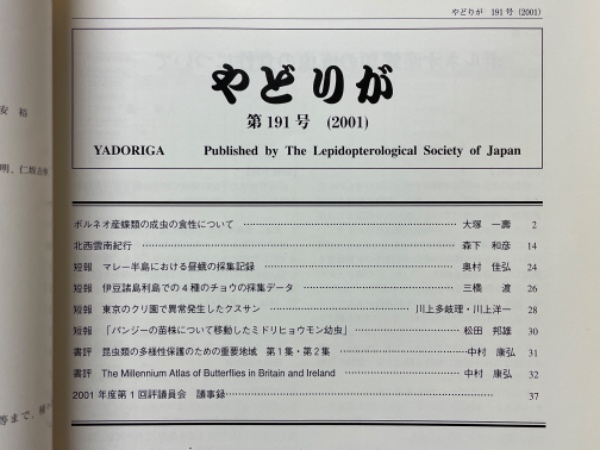 やどりが 191号 (2001)
やどりが
第191号 (2001)
YADORIGA Published by The Lepidopterological Society of Japan
安 裕
明, 仁坂吉伸
ボルネオ産蝶類の成虫の食性について ……… 大塚 一壽 2
北西雲南紀行 ……… 森下 和彦 14
短報 マレー半島における昼蛾の採集記録 ……… 奥村 佳弘 24
短報 伊豆諸島利島での4種のチョウの採集データ ……… 三橋 渡 26
短報 東京のクリ園で異常発生したクスサン ……… 川上多岐理・川上洋一 28
短報 「パンジーの苗株について移動したミドリヒョウモン幼虫」 ……… 松田 邦雄 30
書評 昆虫類の多様性保護のための重要地域 第1集・第2集 ……… 中村 康弘 31
書評 The Millennium Atlas of Butterflies in Britain and Ireland ……… 中村 康弘 32
2001年度第1回評議員会 議事録 ……… 37
等まで,